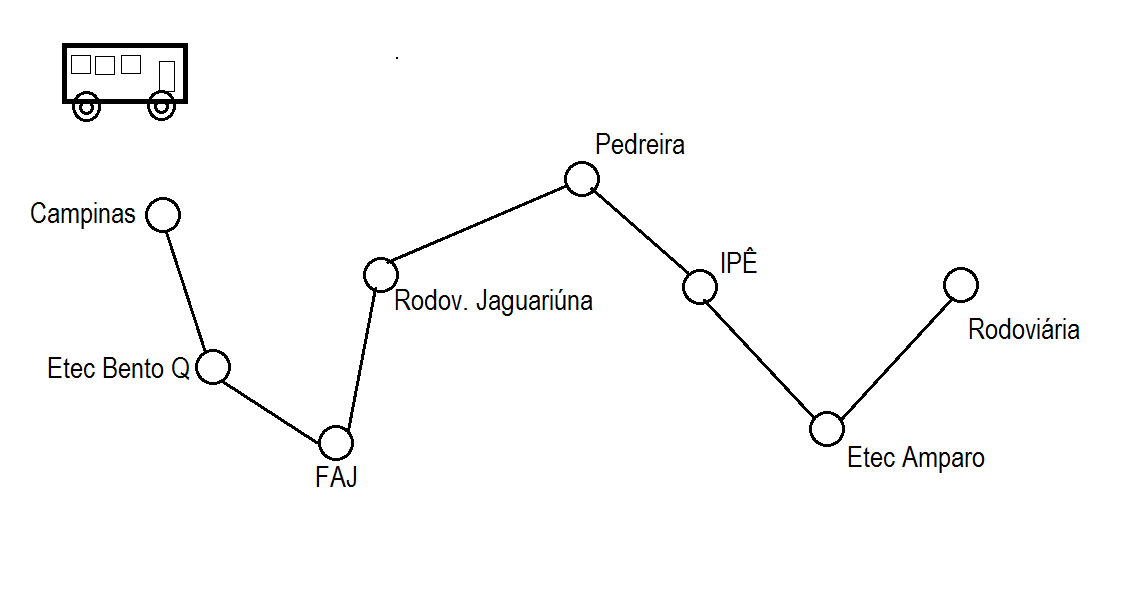 Campinas
Etec Bento Q
FAJ
Rodov. Jaguariúna
Pedreira
IPÊ
Etec Amparo
Rodoviária